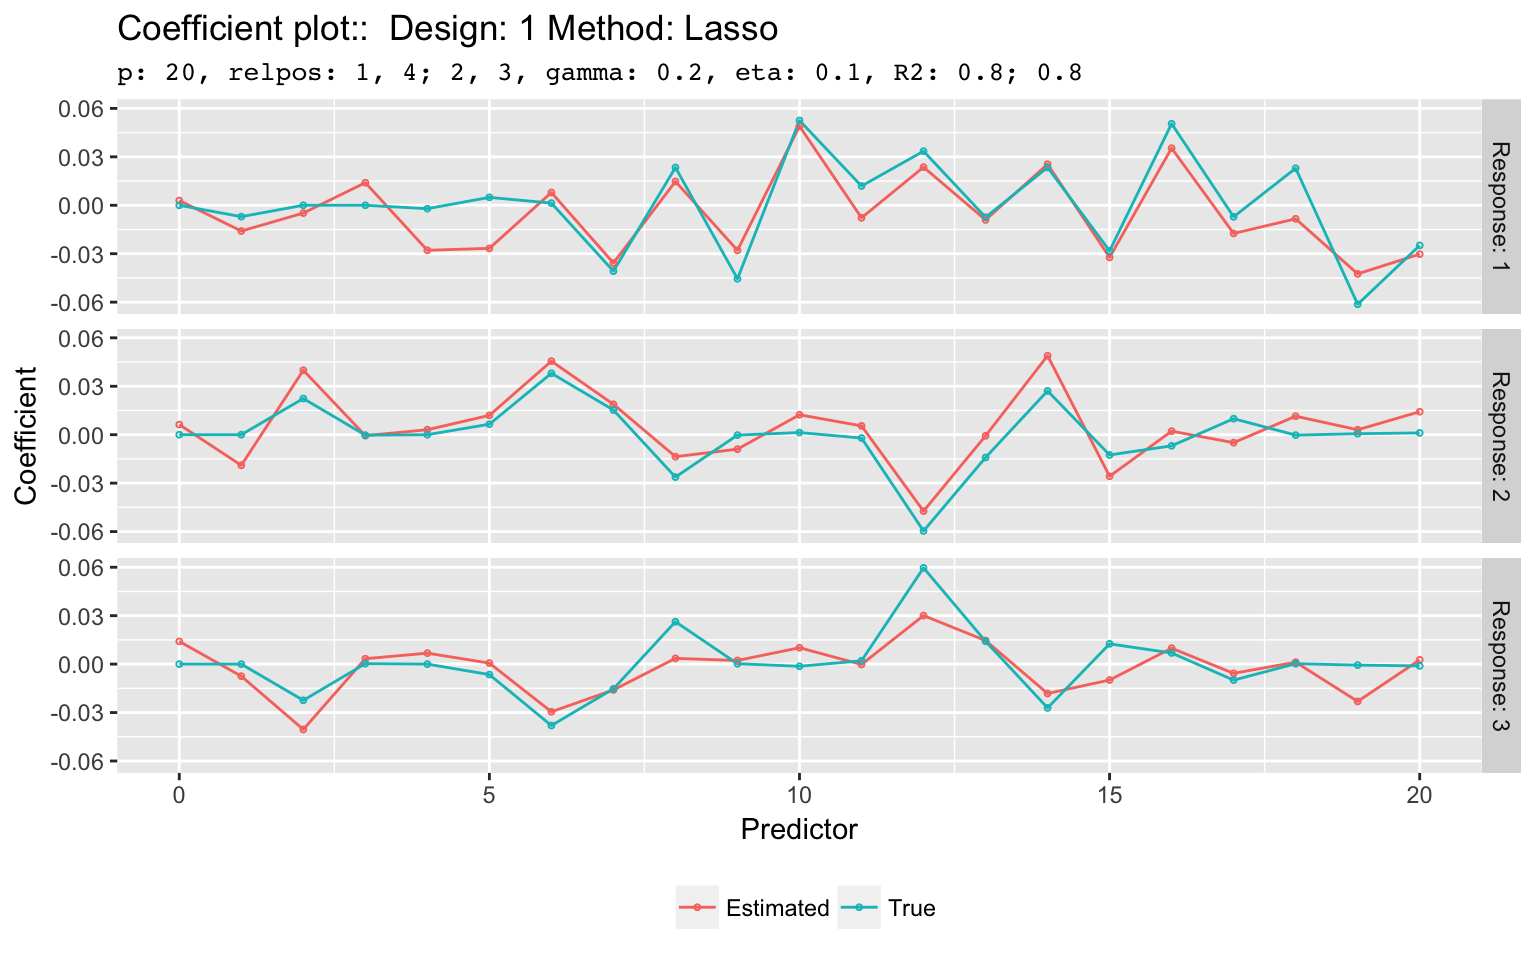 Coefficient plot::  Design: 1 Method: Lasso
p: 20, relpos: 1, 4; 2, 3, gamma: 0.2, eta: 0.1, R2: 0.8; 0.8
0.06
0.03
0.00
-0.03
-0.06
Response: 1
0.06
0.03
0.00
-0.03
-0.06
Response: 2
0.06
0.03
0.00
-0.03
-0.06
Response: 3
Coefficient
0 5 10 15 20
Predictor
Estimated True